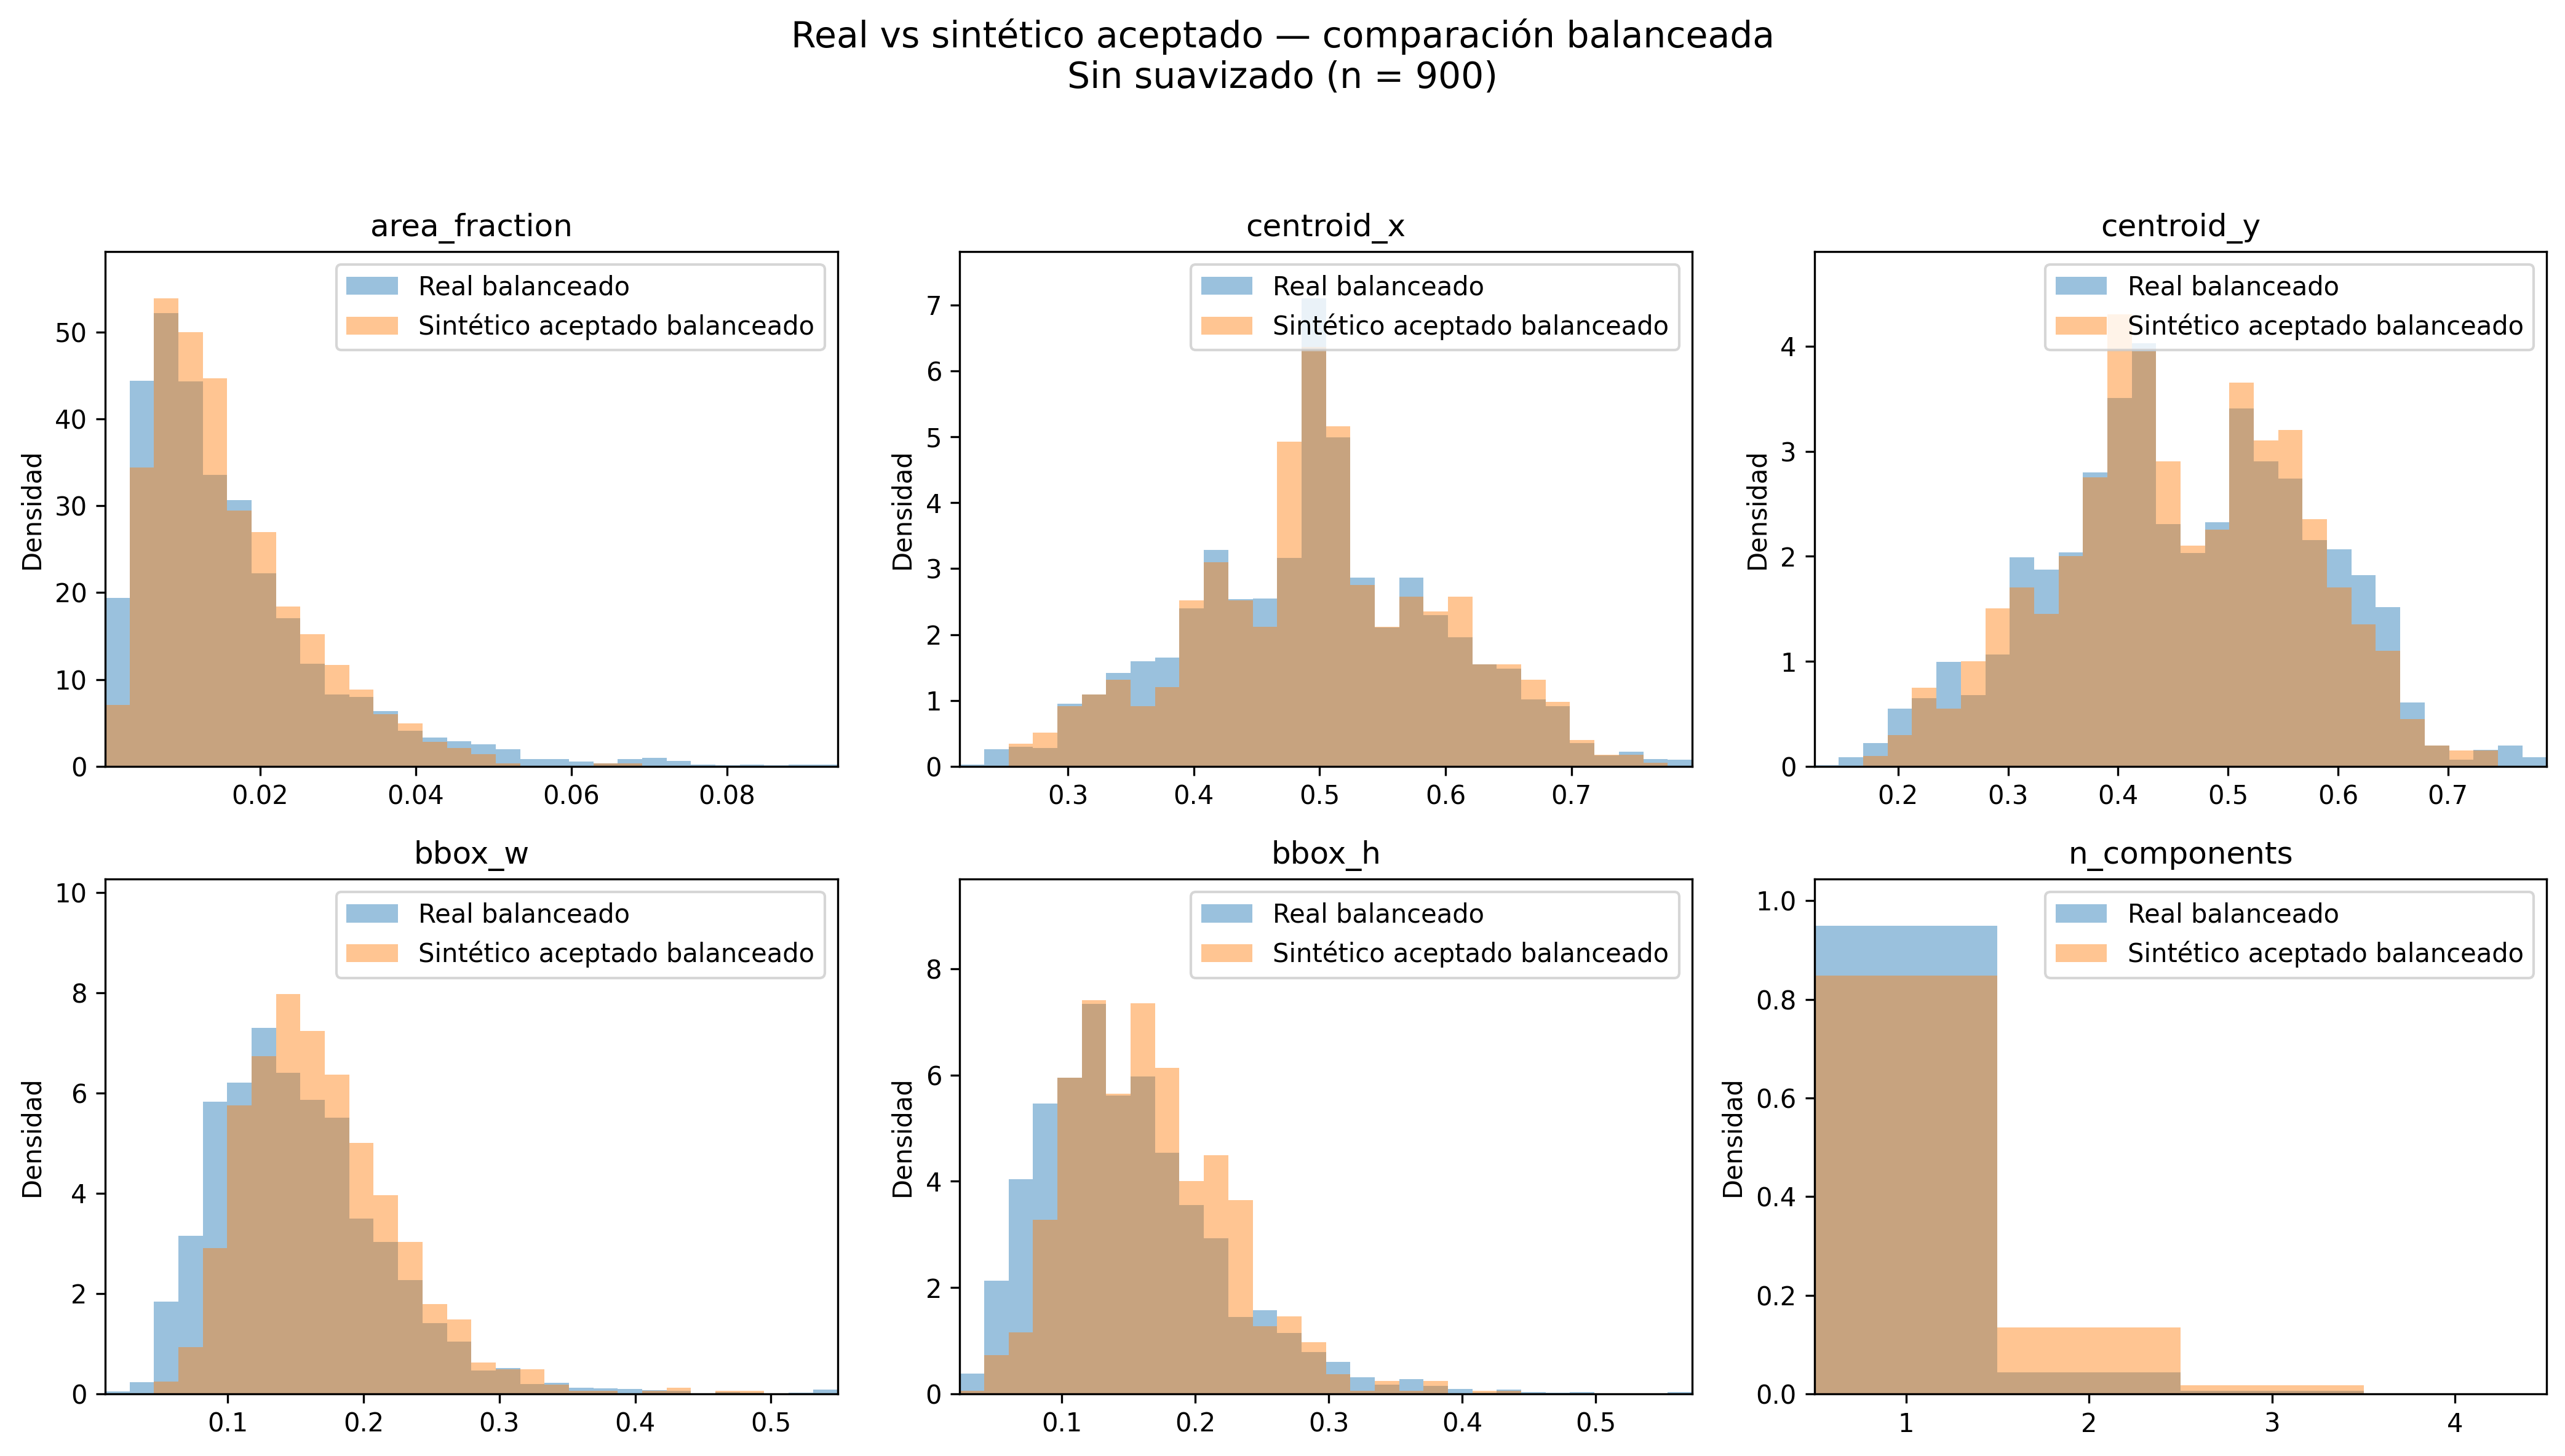 Real vs sintético aceptado — comparación balanceada
Sin suavizado (n = 900)
area_fraction
Densidad
50
40
30
20
10
0
0.02 0.04 0.06 0.08
Real balanceado
Sintético aceptado balanceado
centroid_x
Densidad
7
6
5
4
3
2
1
0
0.3 0.4 0.5 0.6 0.7
Real balanceado
Sintético aceptado balanceado
centroid_y
Densidad
4
3
2
1
0
0.2 0.3 0.4 0.5 0.6 0.7
Real balanceado
Sintético aceptado balanceado
bbox_w
Densidad
10
8
6
4
2
0
0.1 0.2 0.3 0.4 0.5
Real balanceado
Sintético aceptado balanceado
bbox_h
Densidad
8
6
4
2
0
0.1 0.2 0.3 0.4 0.5
Real balanceado
Sintético aceptado balanceado
n_components
Densidad
1.0
0.8
0.6
0.4
0.2
0.0
1 2 3 4
Real balanceado
Sintético aceptado balanceado